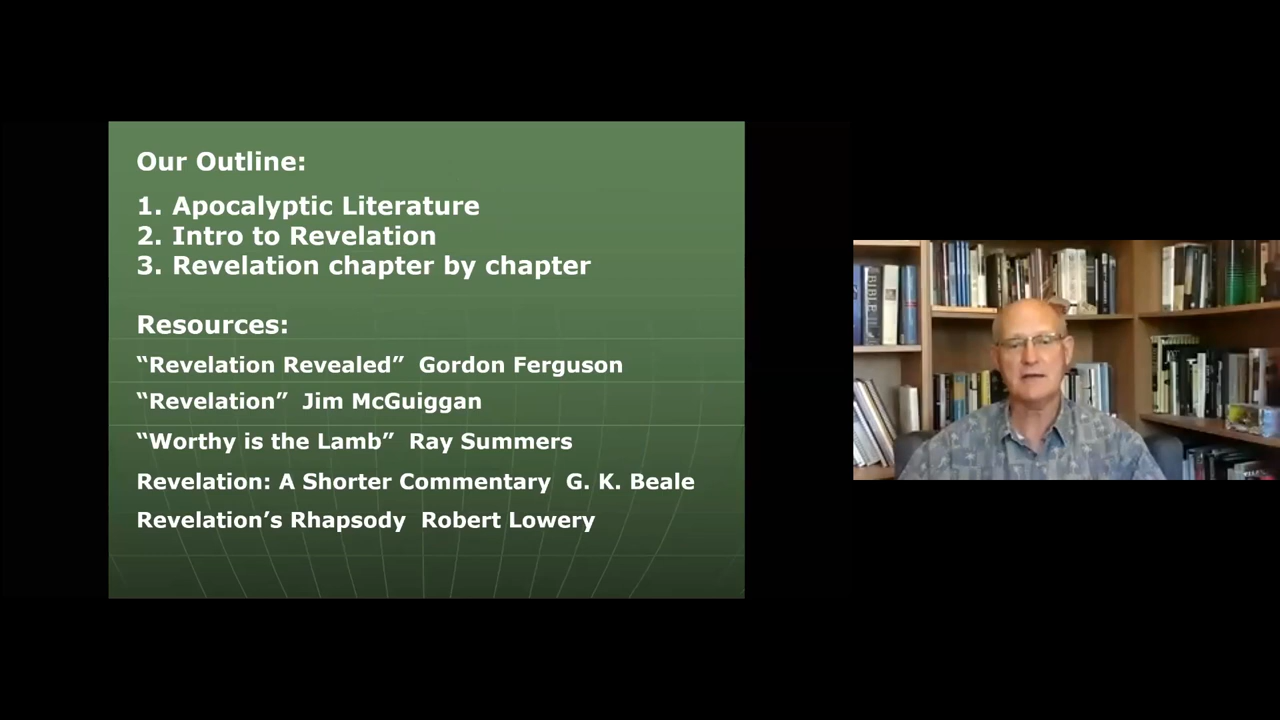 Our Outline:
1. Apocalyptic Literature
2. Intro to Revelation
3. Revelation chapter by chapter
Resources:
“Revelation Revealed” Gordon Ferguson
“Revelation” Jim McGuiggan
“Worthy is the Lamb” Ray Summers
Revelation: A Shorter Commentary G. K. Beale
Revelation’s Rhapsody Robert Lowery
BIBLE